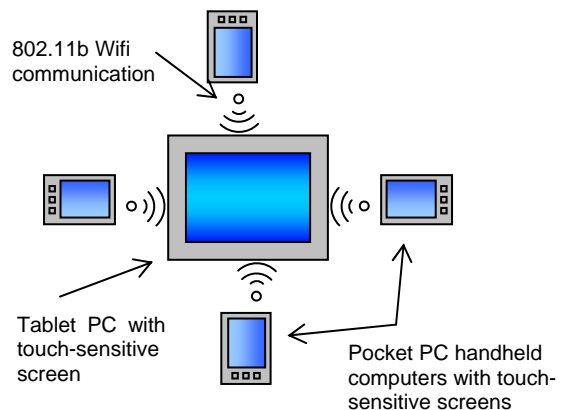 802.11b Wifi
communication
Tablet PC with
touch-sensitive
screen
Pocket PC handheld
computers with touch-
sensitive screens